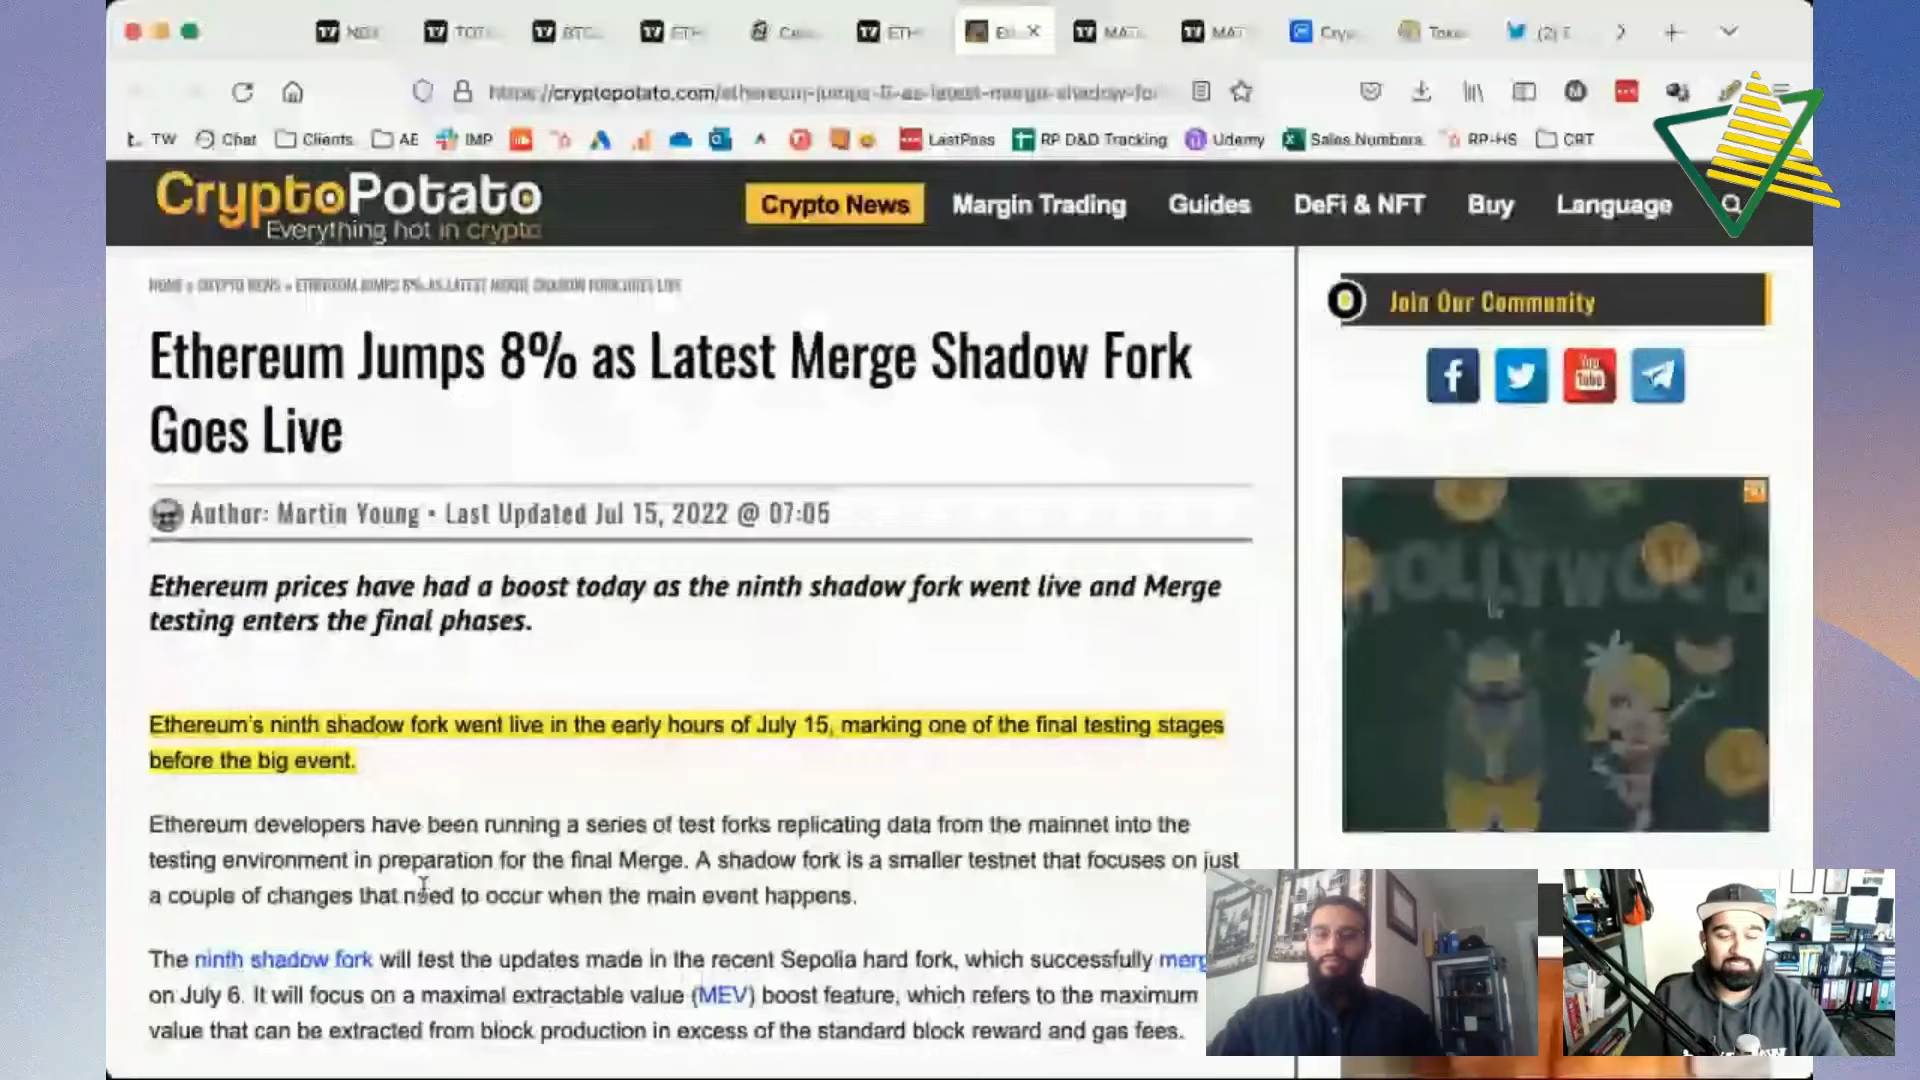 NDX
TOT
BTC
ETH
ETH
MAT
MAT
Cryp
Toke
(2)
https://cryptopotato.com/ethereum-jumps-8-as-latest-merge-shadow-for
TW
Chat
Clients
AE
IMP
LastPass
RP D&D Tracking
Udemy
Sales Numbers
RP-HS
CRT
CryptoPotato
Everything hot in crypto
Crypto News
Margin Trading
Guides
DeFi & NFT
Buy
Language
HOME » CRYPTO NEWS » ETHEREUM JUMPS 8% AS LATEST MERGE SHADOW FORK GOES LIVE
Join Our Community
Ethereum Jumps 8% as Latest Merge Shadow Fork
Goes Live
You
Tube
Author: Martin Young • Last Updated Jul 15, 2022 @ 07:05
HOLLYWO
Ethereum prices have had a boost today as the ninth shadow fork went live and Merge
testing enters the final phases.
Ethereum's ninth shadow fork went live in the early hours of July 15, marking one of the final testing stages
before the big event.
Ethereum developers have been running a series of test forks replicating data from the mainnet into the
testing environment in preparation for the final Merge. A shadow fork is a smaller testnet that focuses on just
a couple of changes that need to occur when the main event happens.
The ninth shadow fork will test the updates made in the recent Sepolia hard fork, which successfully merg
on July 6. It will focus on a maximal extractable value (MEV) boost feature, which refers to the maximum
value that can be extracted from block production in excess of the standard block reward and gas fees.